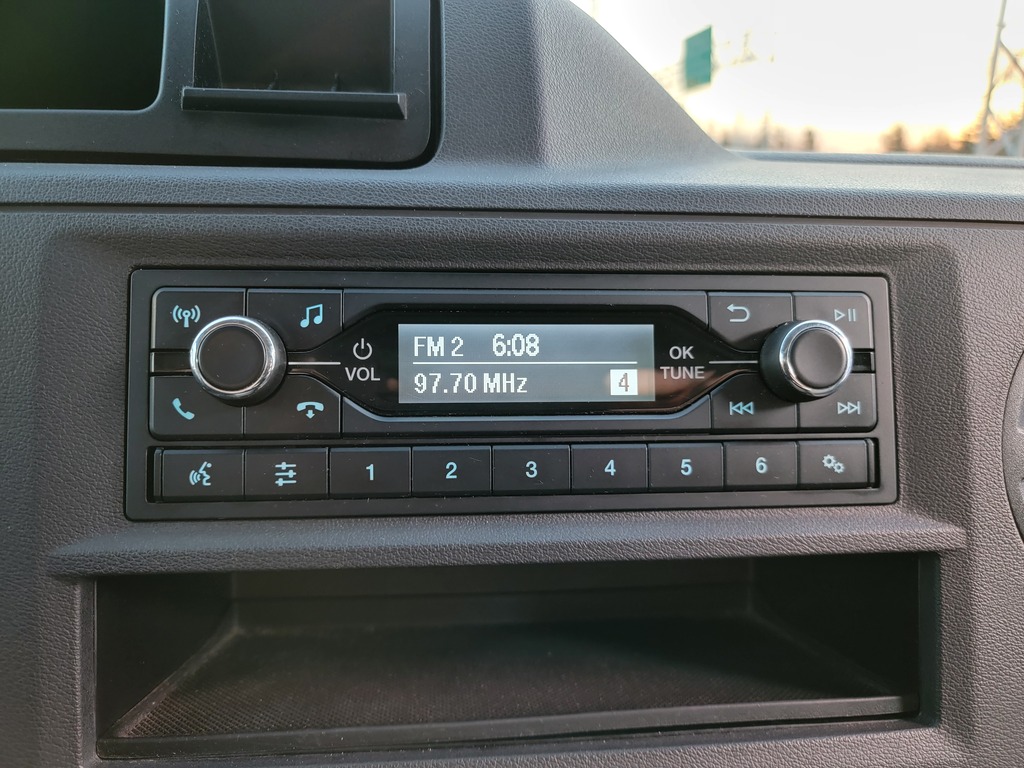 FM 2 6:08
97.70 MHz 4
VOL
OK
TUNE
1 2 3 4 5 6